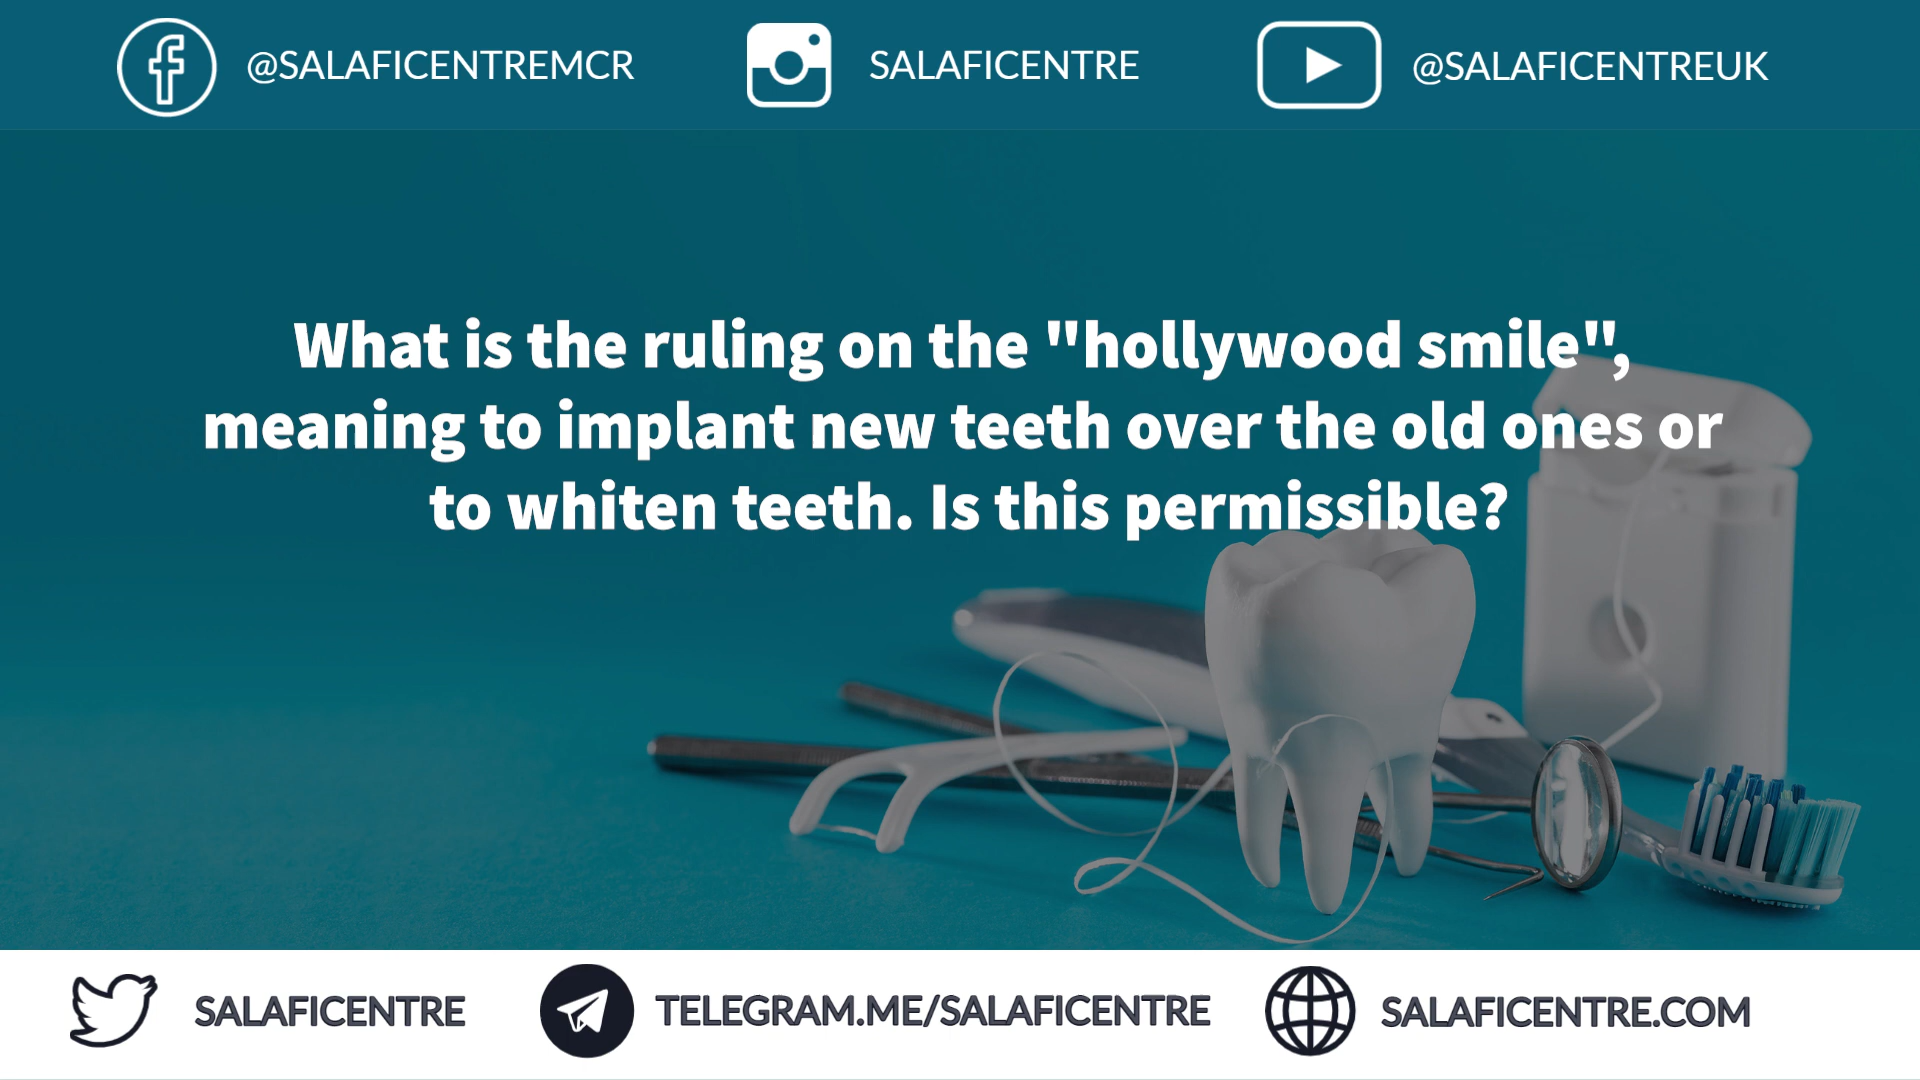 @SALAFICENTREMCR
SALAFICENTRE
@SALAFICENTREUK
What is the ruling on the "hollywood smile",
meaning to implant new teeth over the old ones or
to whiten teeth. Is this permissible?
SALAFICENTRE
TELEGRAM.ME/SALAFICENTRE
SALAFICENTRE.COM